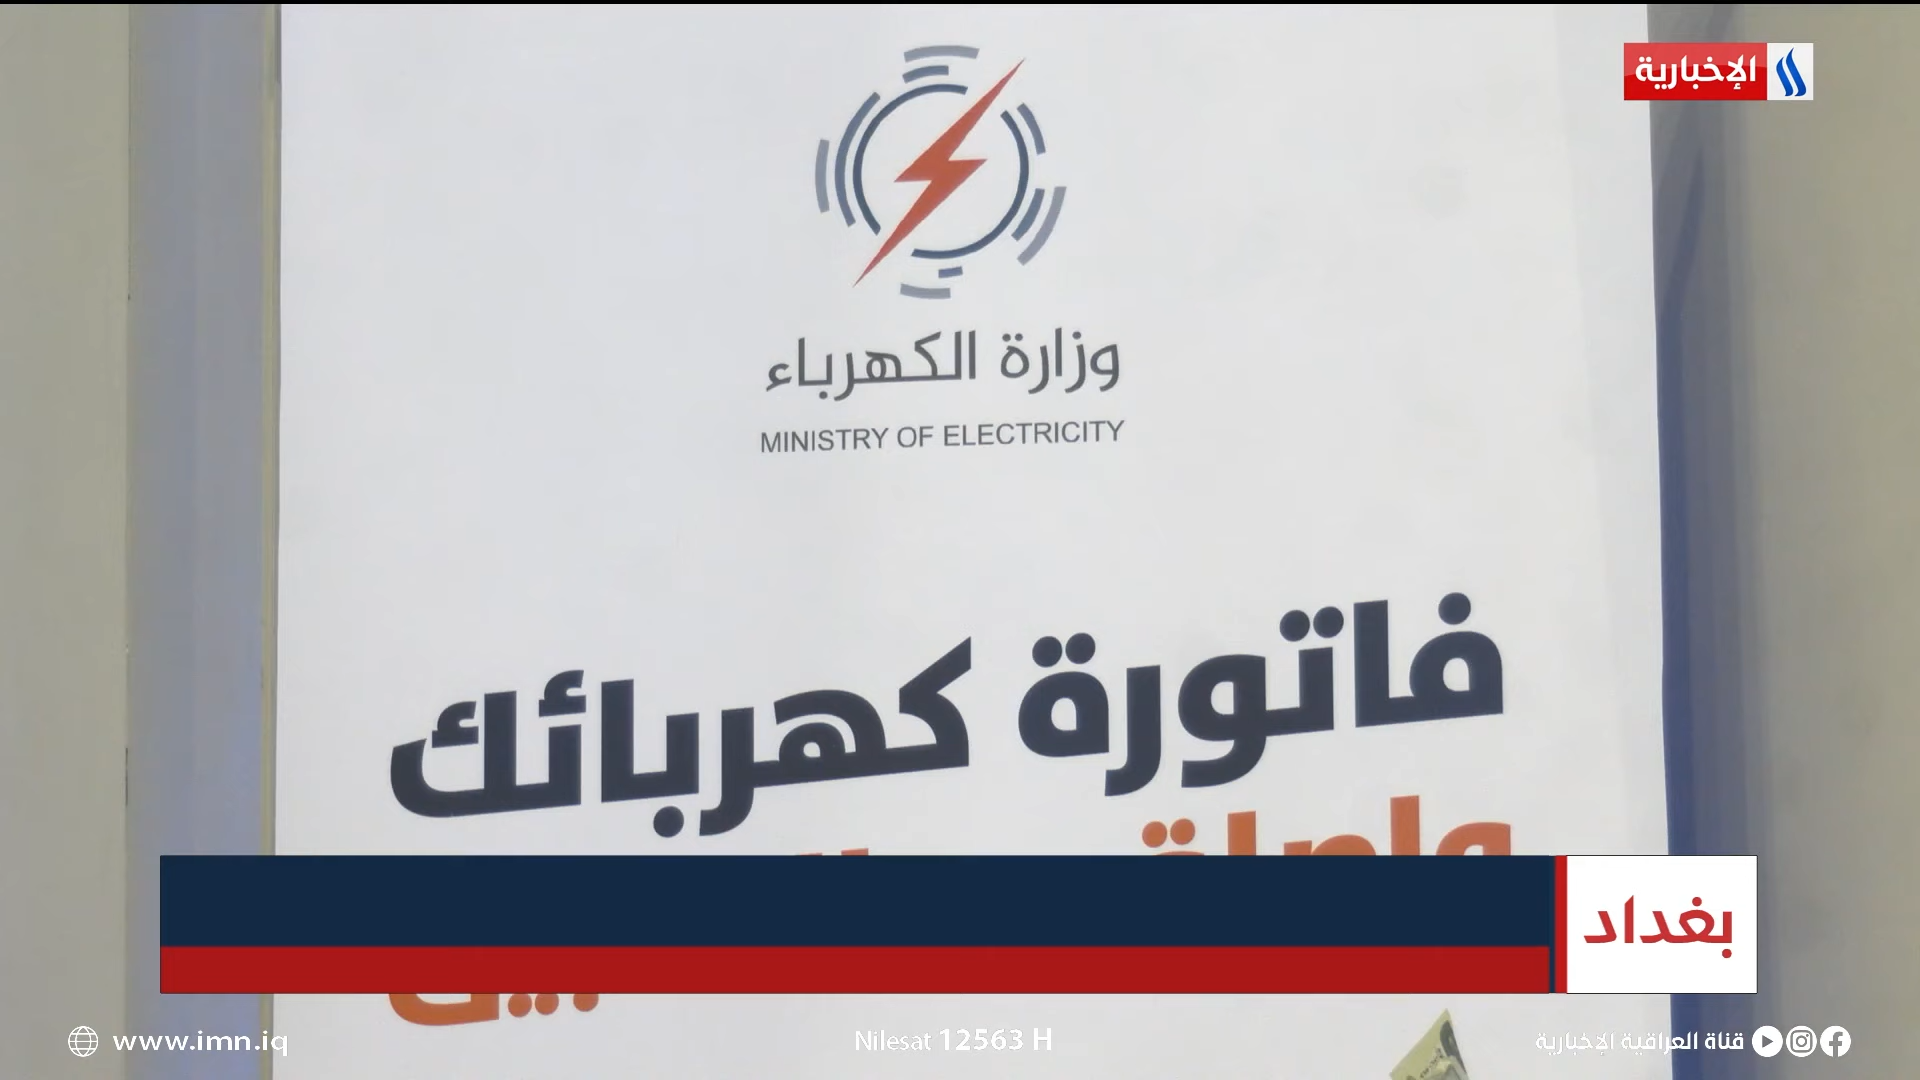 الإخبارية
وزارة الكهرباء
MINISTRY OF ELECTRICITY
فاتورة كهربائك
بغداد
www.imn.iq
Nilesat 12563 H
قناة العراقية الإخبارية